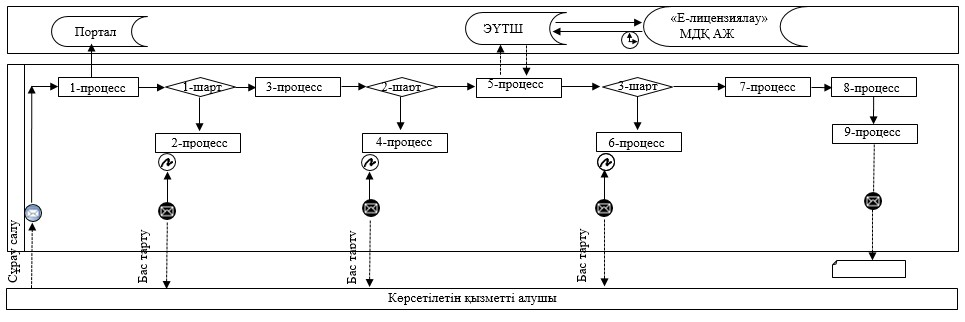 Портал
ЭҮТШ
«Е-лицензиялау»
МДҚ АЖ
1-процесс
1-шарт
3-процесс
2-шарт
5-процесс
3-шарт
7-процесс
8-процесс
2-процесс
4-процесс
6-процесс
9-процесс
Сұрау салу
Бас тарту
Бас тарту
Бас тарту
Көрсетілетін қызметті алушы